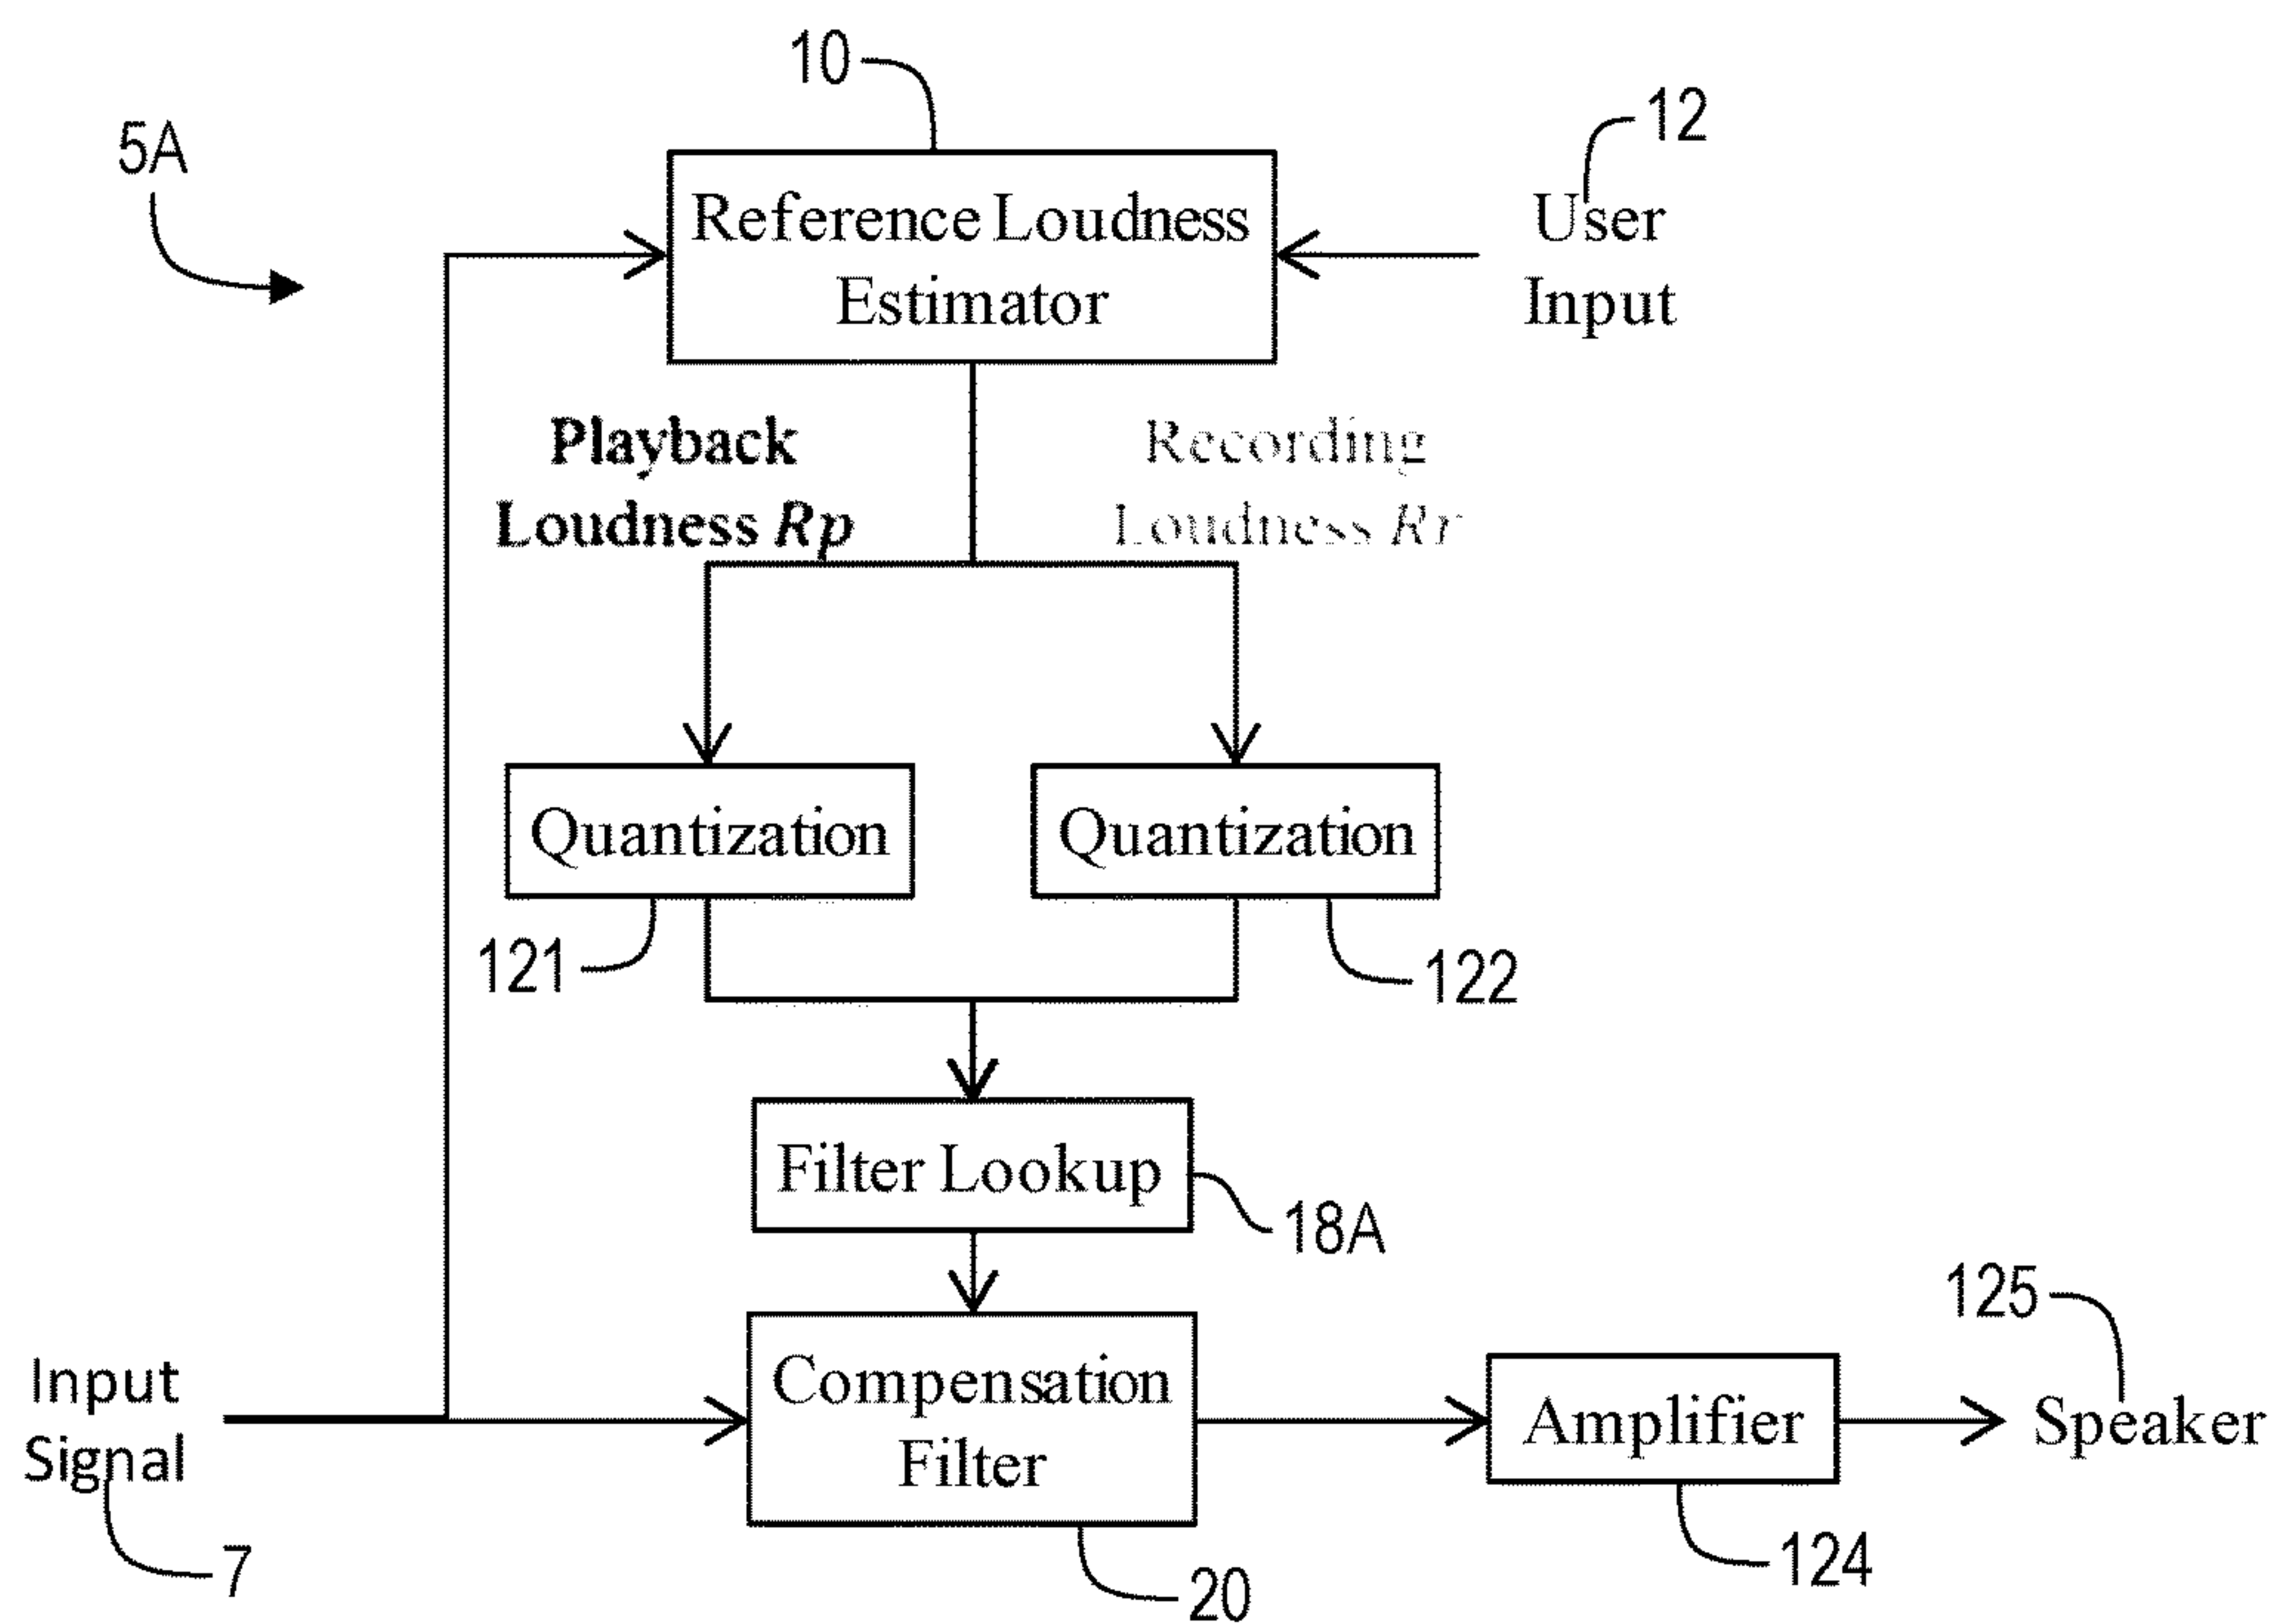 10
12
5A
Reference Loudness
Estimator
User
Input
Playback
Loudness Rp
Recording
Loudness Rr
Quantization
Quantization
121
122
Filter Lookup
18A
125
Input
Signal
Compensation
Filter
Amplifier
Speaker
7
20
124